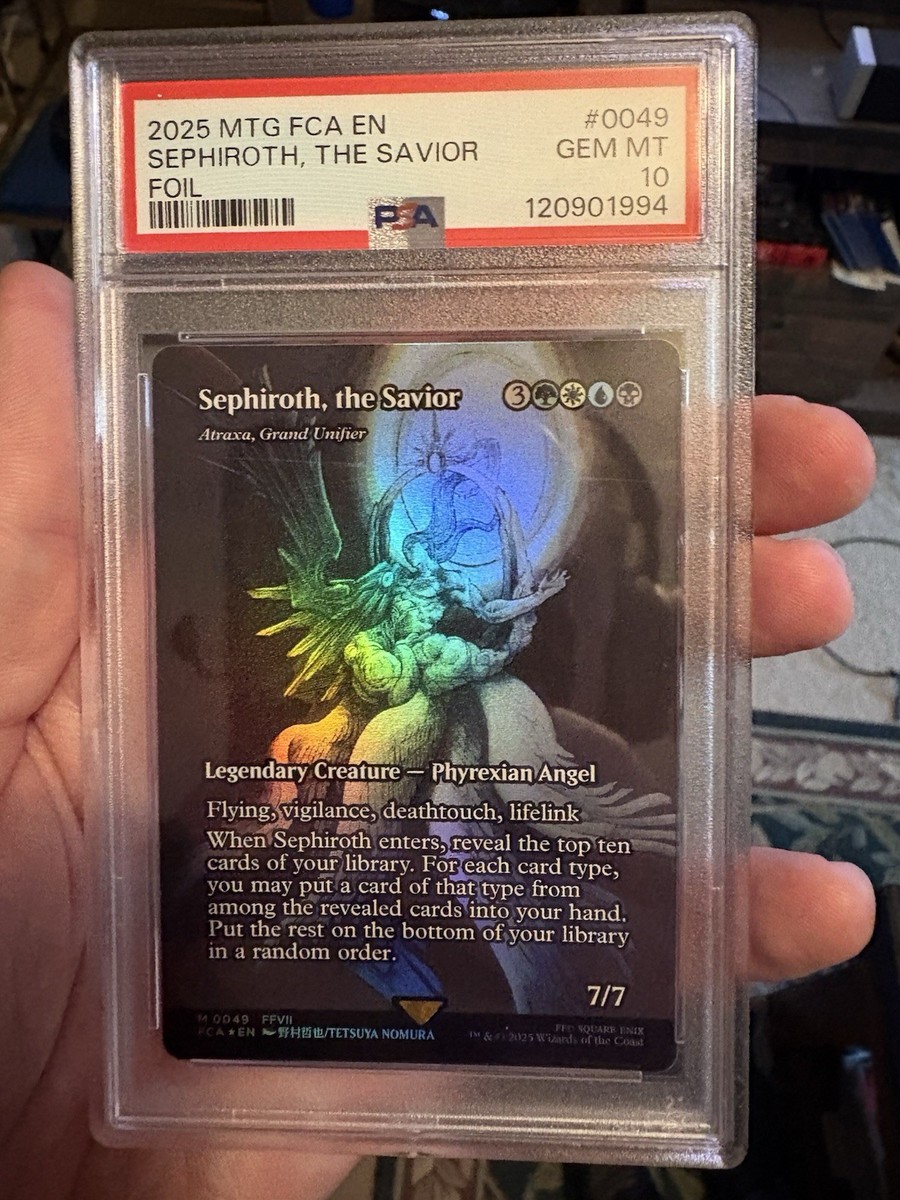 2025 MTG FCA EN
#0049
SEPHIROTH, THE SAVIOR
GEM MT
FOIL
10
PSA
120901994
Sephiroth, the Savior
3
Atraxa, Grand Unifier
Legendary Creature — Phyrexian Angel
Flying, vigilance, deathtouch, lifelink
When Sephiroth enters, reveal the top ten
cards of your library. For each card type,
you may put a card of that type from
among the revealed cards into your hand.
Put the rest on the bottom of your library
in a random order.
7/7
M 0049 FFVII
FCA★EN 野村哲也/TETSUYA NOMURA
SQUARE ENIX
™ & © 2025 Wizards of the Coast